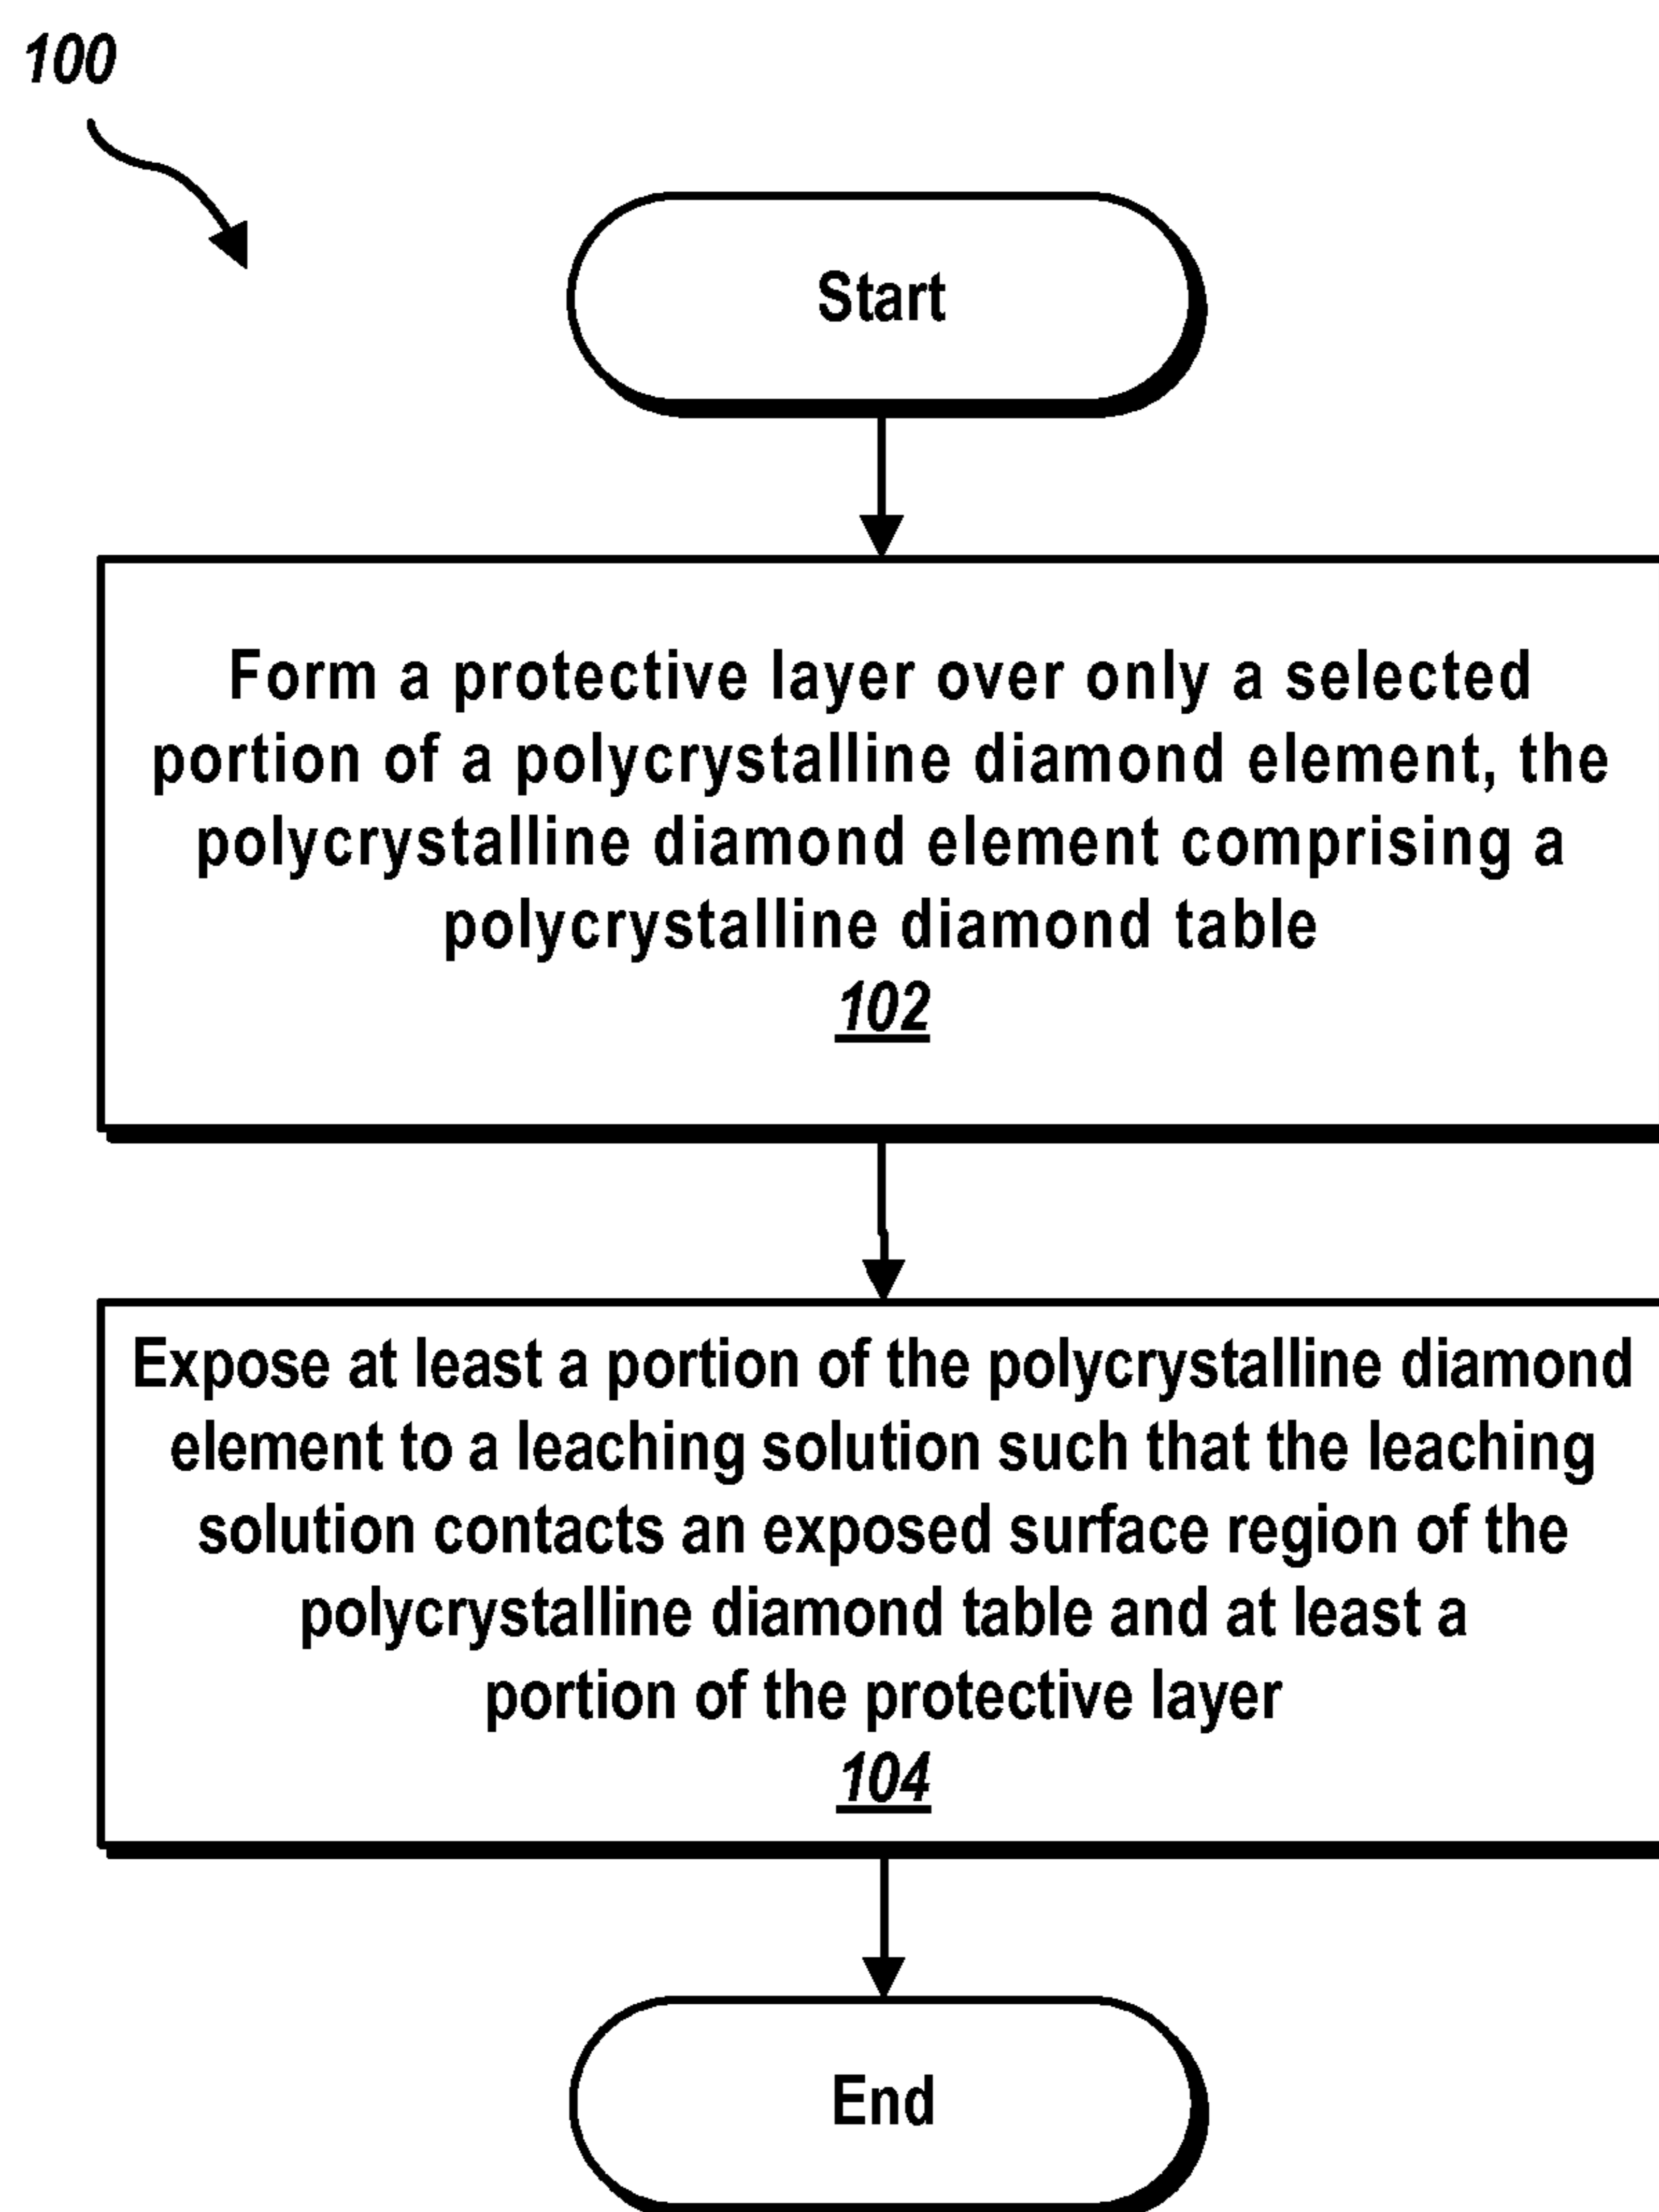 100
Start
Form a protective layer over only a selected
portion of a polycrystalline diamond element, the
polycrystalline diamond element comprising a
polycrystalline diamond table
102
Expose at least a portion of the polycrystalline diamond
element to a leaching solution such that the leaching
solution contacts an exposed surface region of the
polycrystalline diamond table and at least a
portion of the protective layer
104
End